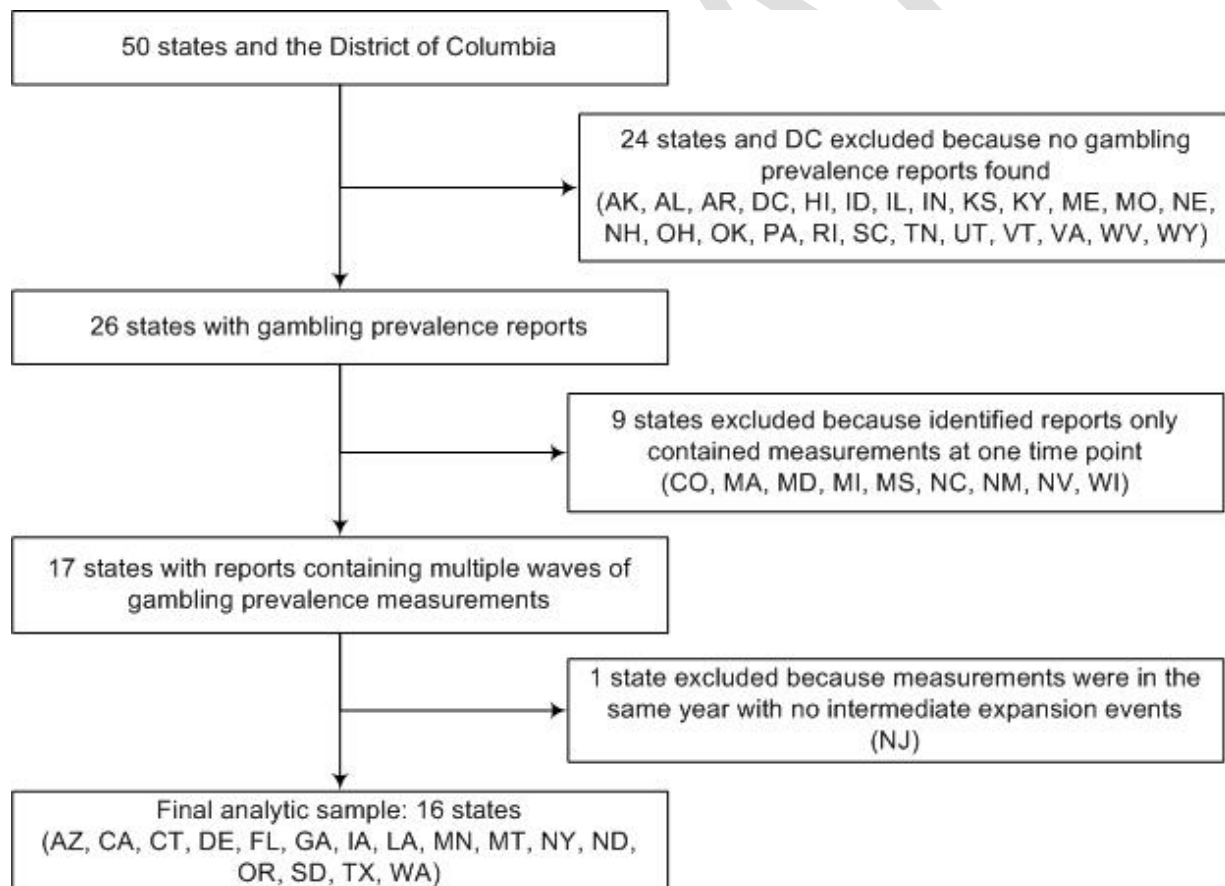 50 states and the District of Columbia
24 states and DC excluded because no gambling
prevalence reports found
(AK, AL, AR, DC, HI, ID, IL, IN, KS, KY, ME, MO, NE,
NH, OH, OK, PA, RI, SC, TN, UT, VT, VA, WV, WY)
26 states with gambling prevalence reports
9 states excluded because identified reports only
contained measurements at one time point
(CO, MA, MD, MI, MS, NC, NM, NV, WI)
17 states with reports containing multiple waves of
gambling prevalence measurements
1 state excluded because measurements were in the
same year with no intermediate expansion events
(NJ)
Final analytic sample: 16 states
(AZ, CA, CT, DE, FL, GA, IA, LA, MN, MT, NY, ND,
OR, SD, TX, WA)